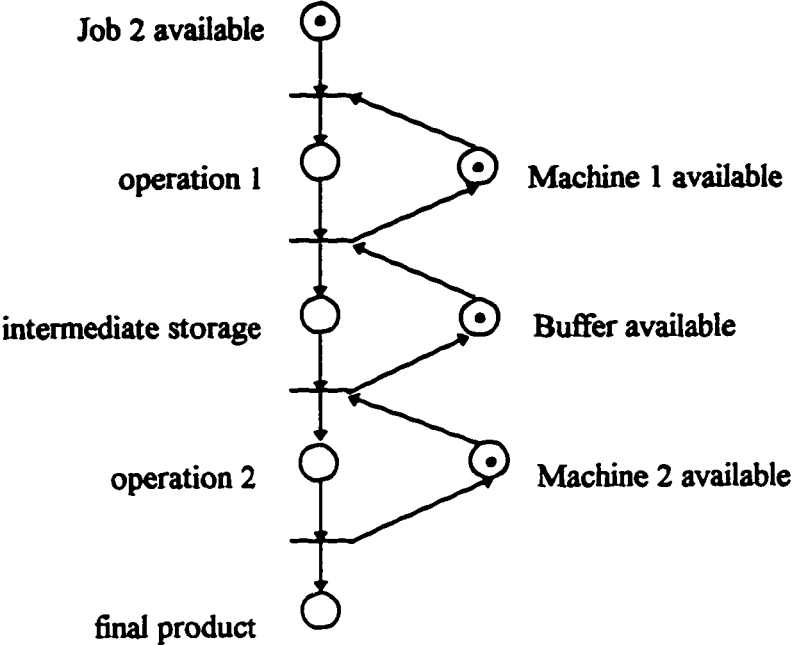 Job 2 available
operation 1
Machine 1 available
intermediate storage
Buffer available
operation 2
Machine 2 available
final product